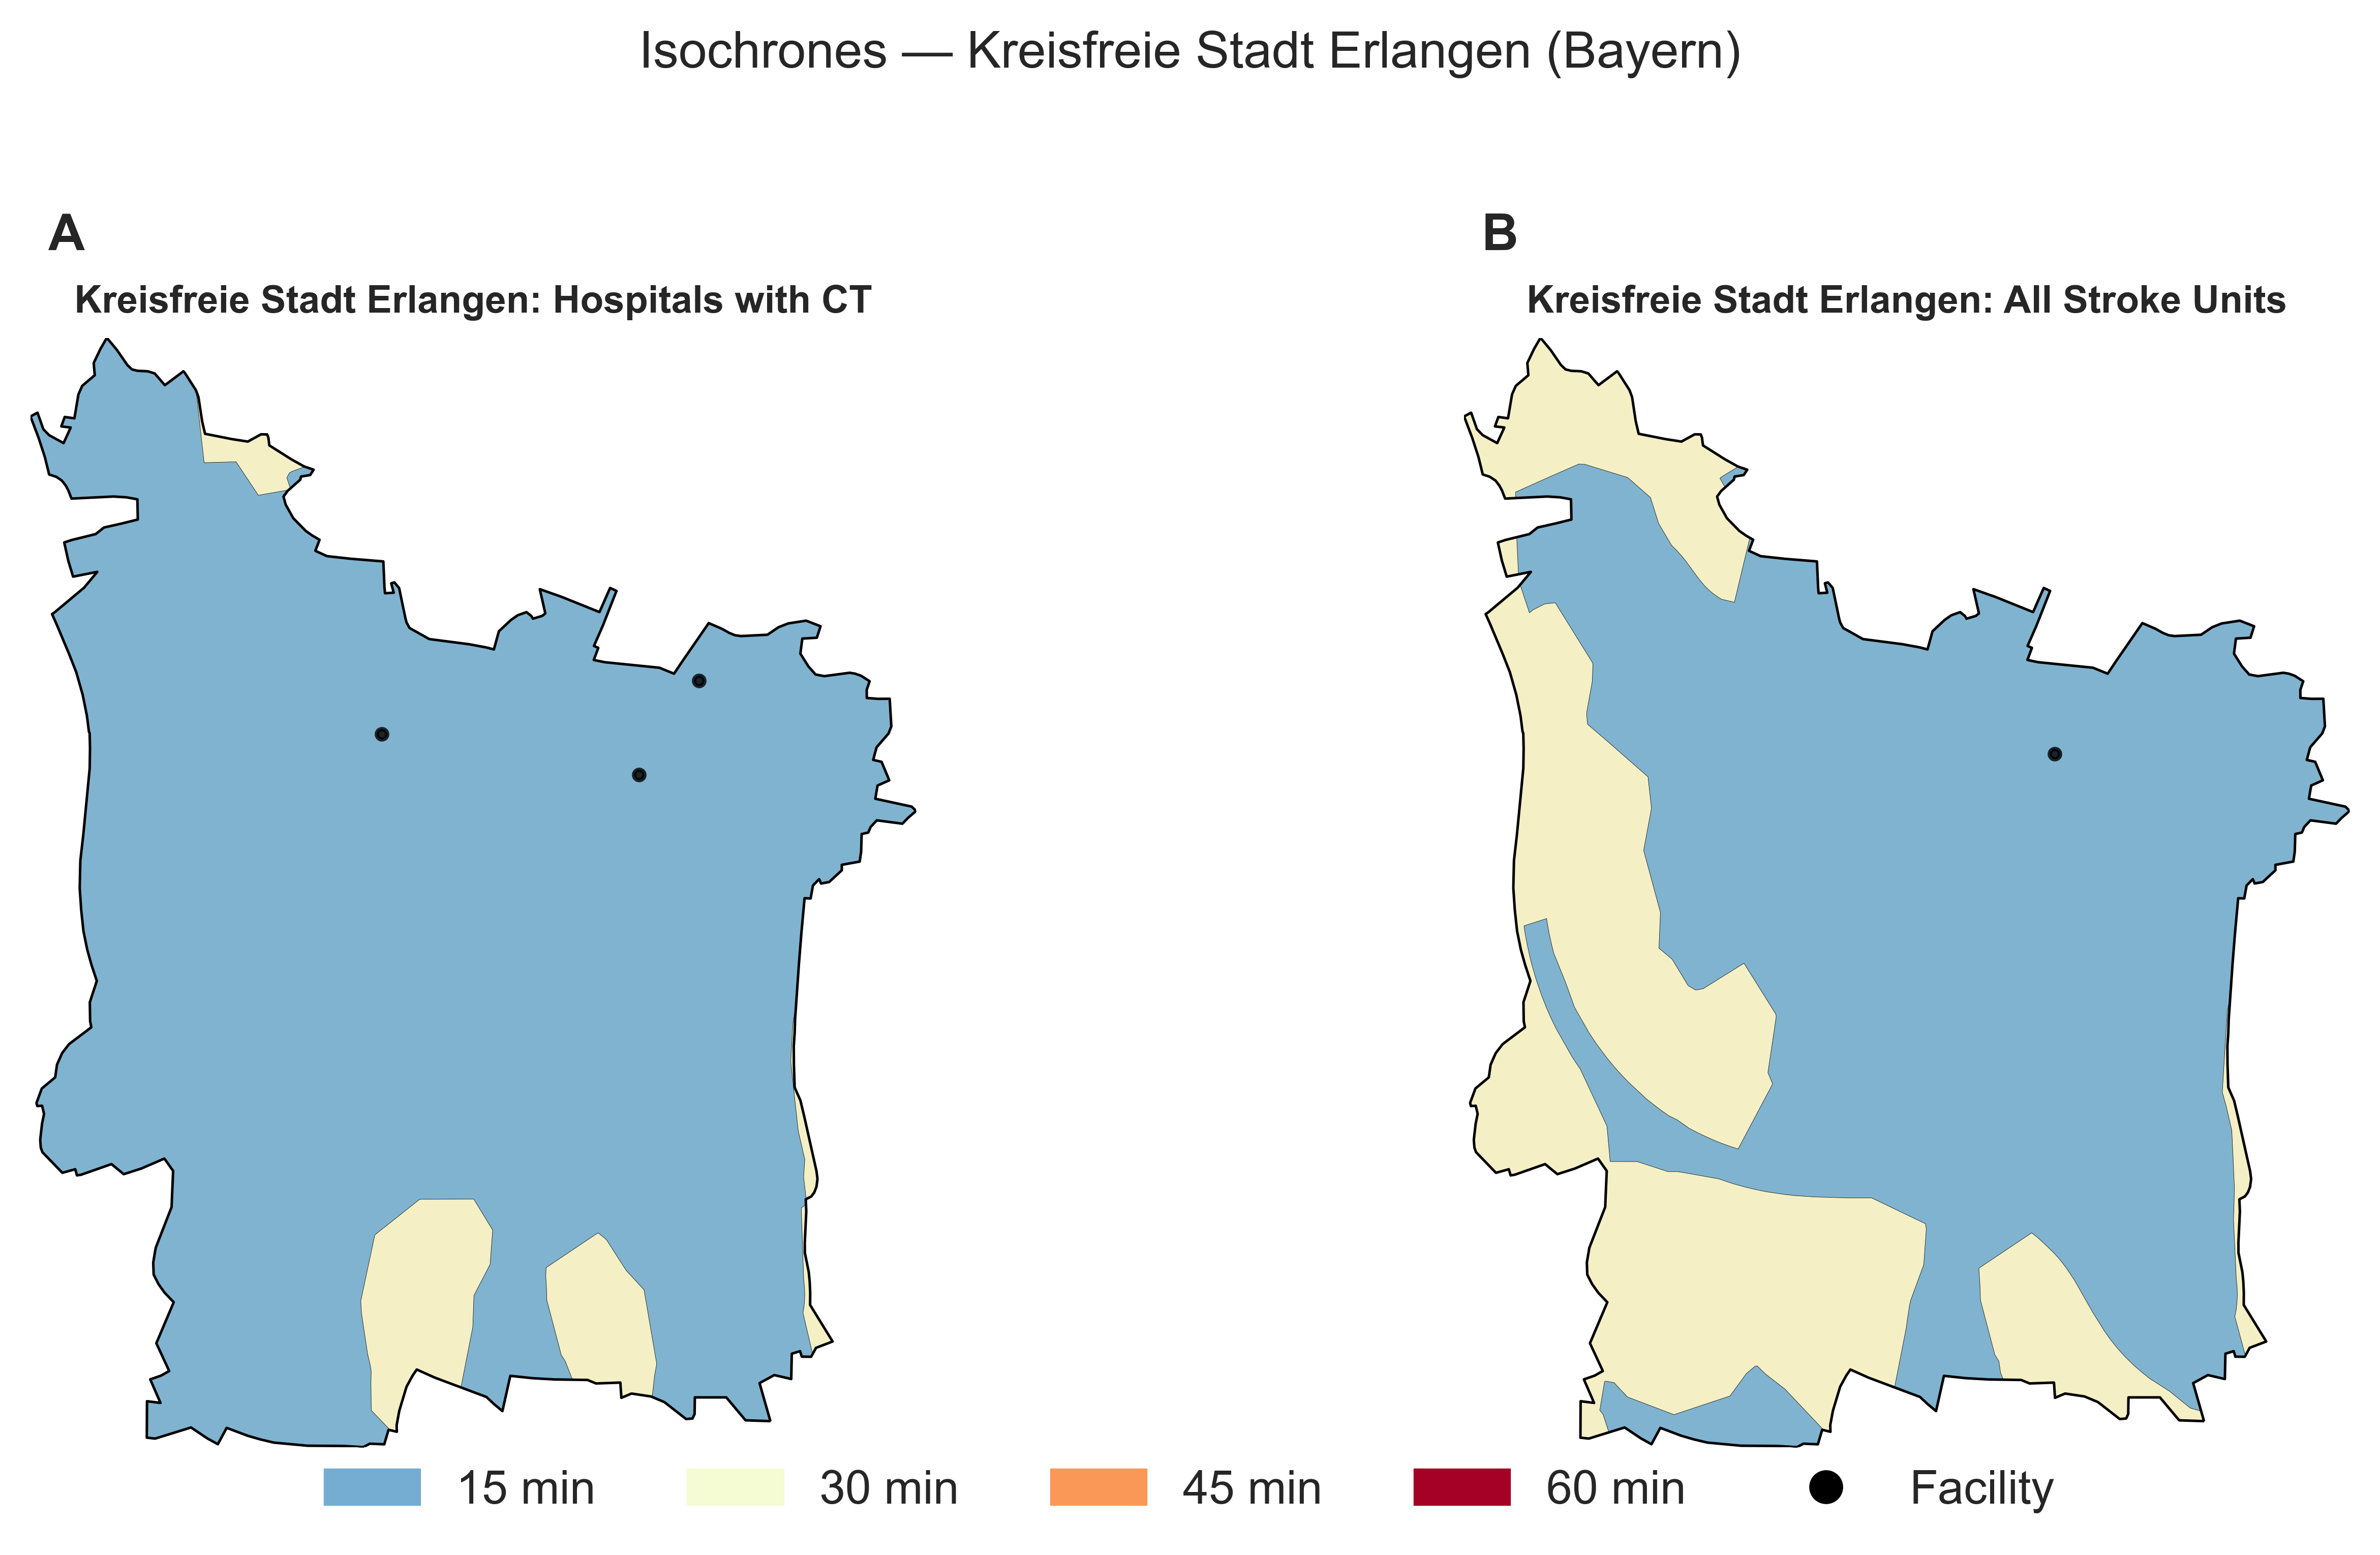 Isochrones — Kreisfreie Stadt Erlangen (Bayern)
A
Kreisfreie Stadt Erlangen: Hospitals with CT
B
Kreisfreie Stadt Erlangen: All Stroke Units
15 min
30 min
45 min
60 min
Facility